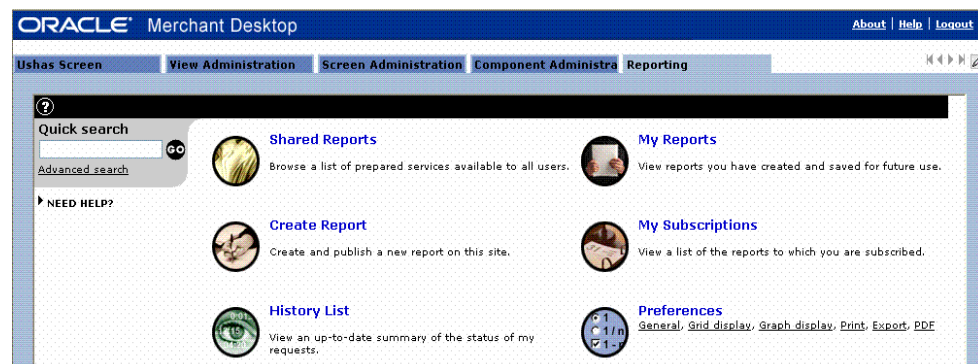 ORACLE® Merchant Desktop
About | Help | Logout
Ushas Screen
View Administration
Screen Administration
Component Administra
Reporting
?
Quick search
GO
Advanced search
NEED HELP?
Shared Reports
Browse a list of prepared services available to all users.
My Reports
View reports you have created and saved for future use.
Create Report
Create and publish a new report on this site.
My Subscriptions
View a list of the reports to which you are subscribed.
History List
View an up-to-date summary of the status of my
requests.
Preferences
General, Grid display, Graph display, Print, Export, PDF